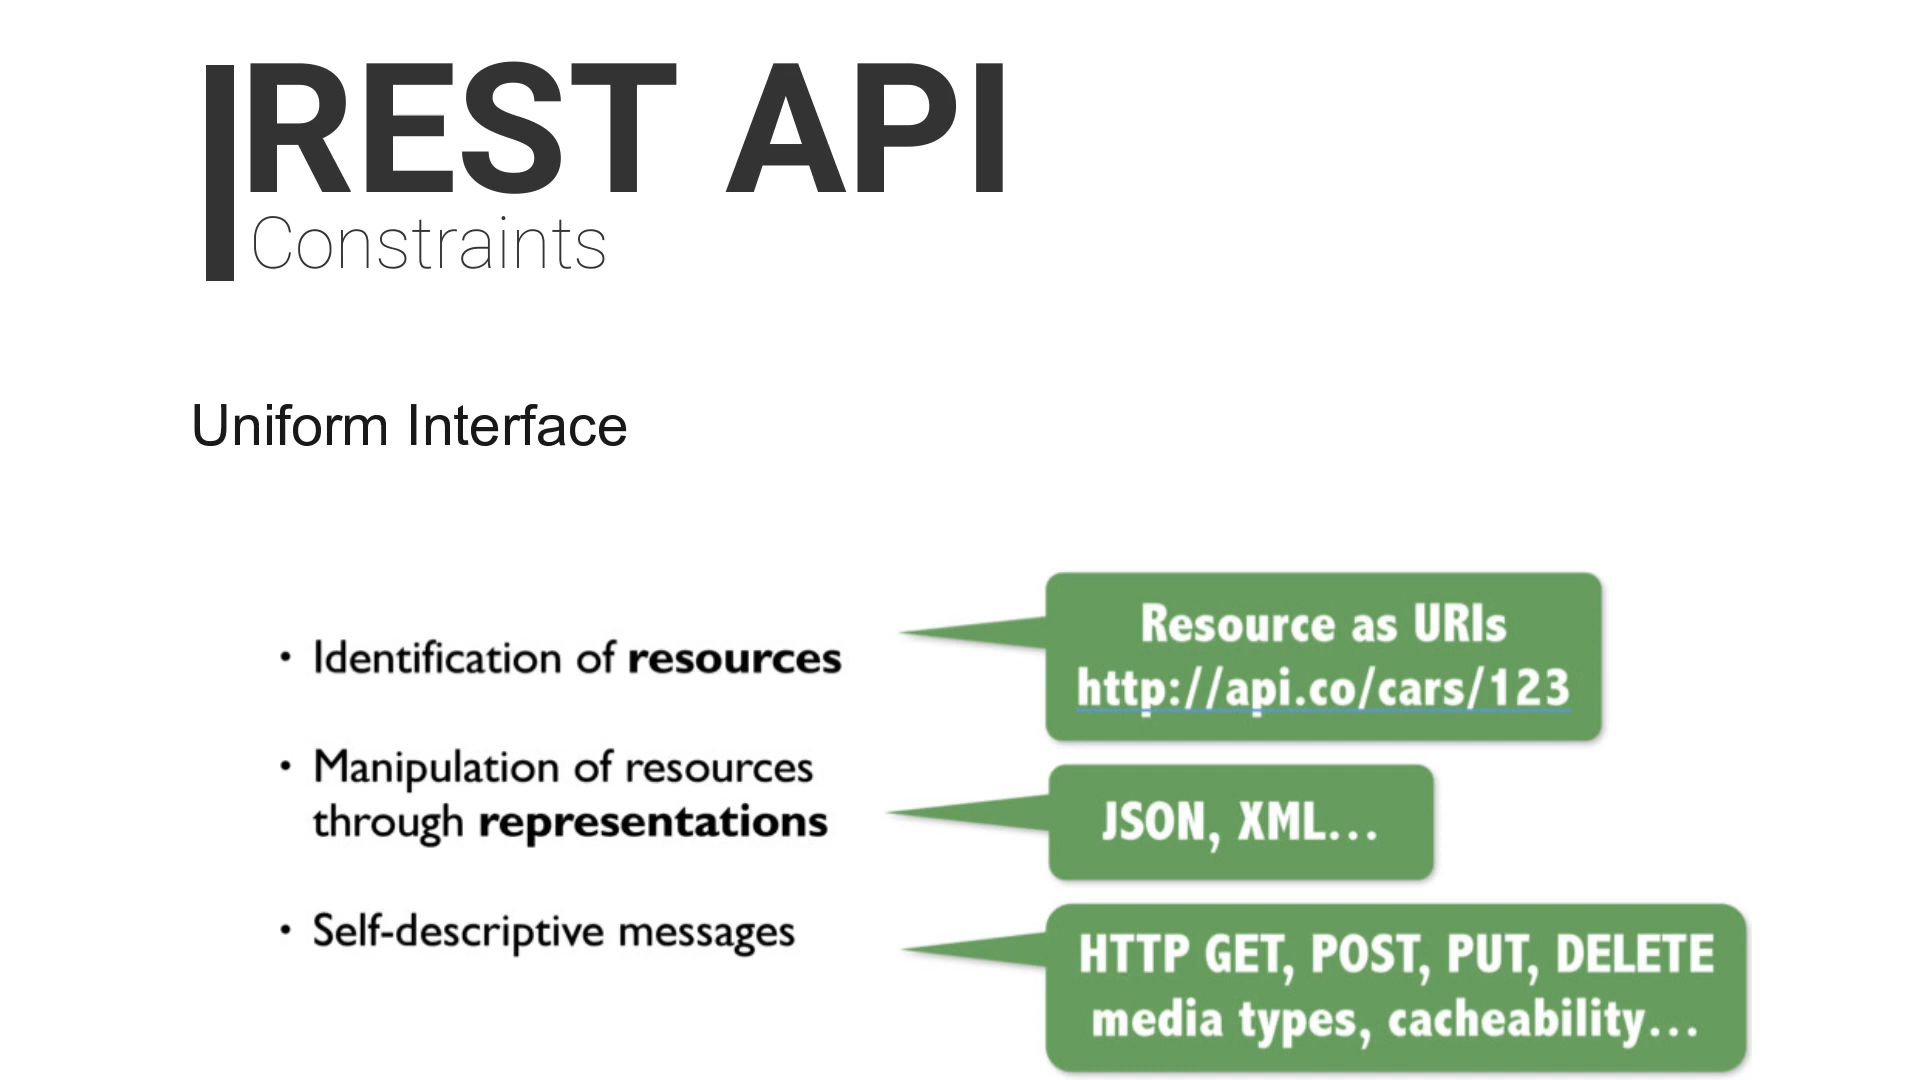 REST API
Constraints
Uniform Interface
• Identification of resources
Resource as URIs
http://api.co/cars/123
• Manipulation of resources
through representations
JSON, XML...
• Self-descriptive messages
HTTP GET, POST, PUT, DELETE
media types, cacheability...